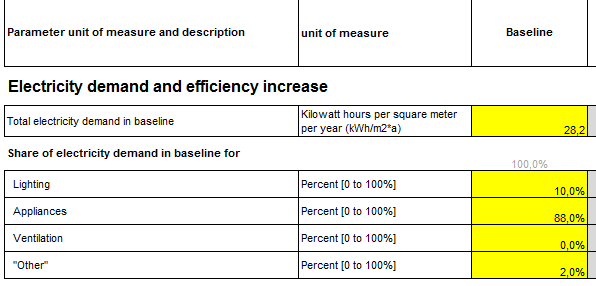 Parameter unit of measure and description unit of measure Baseline
Electricity demand and efficiency increase
Total electricity demand in baseline
Kilowatt hours per square meter
per year (kWh/m2*a)
28,2
Share of electricity demand in baseline for
100,0%
Lighting Percent [0 to 100%] 10,0%
Appliances Percent [0 to 100%] 88,0%
Ventilation Percent [0 to 100%] 0,0%
"Other" Percent [0 to 100%] 2,0%